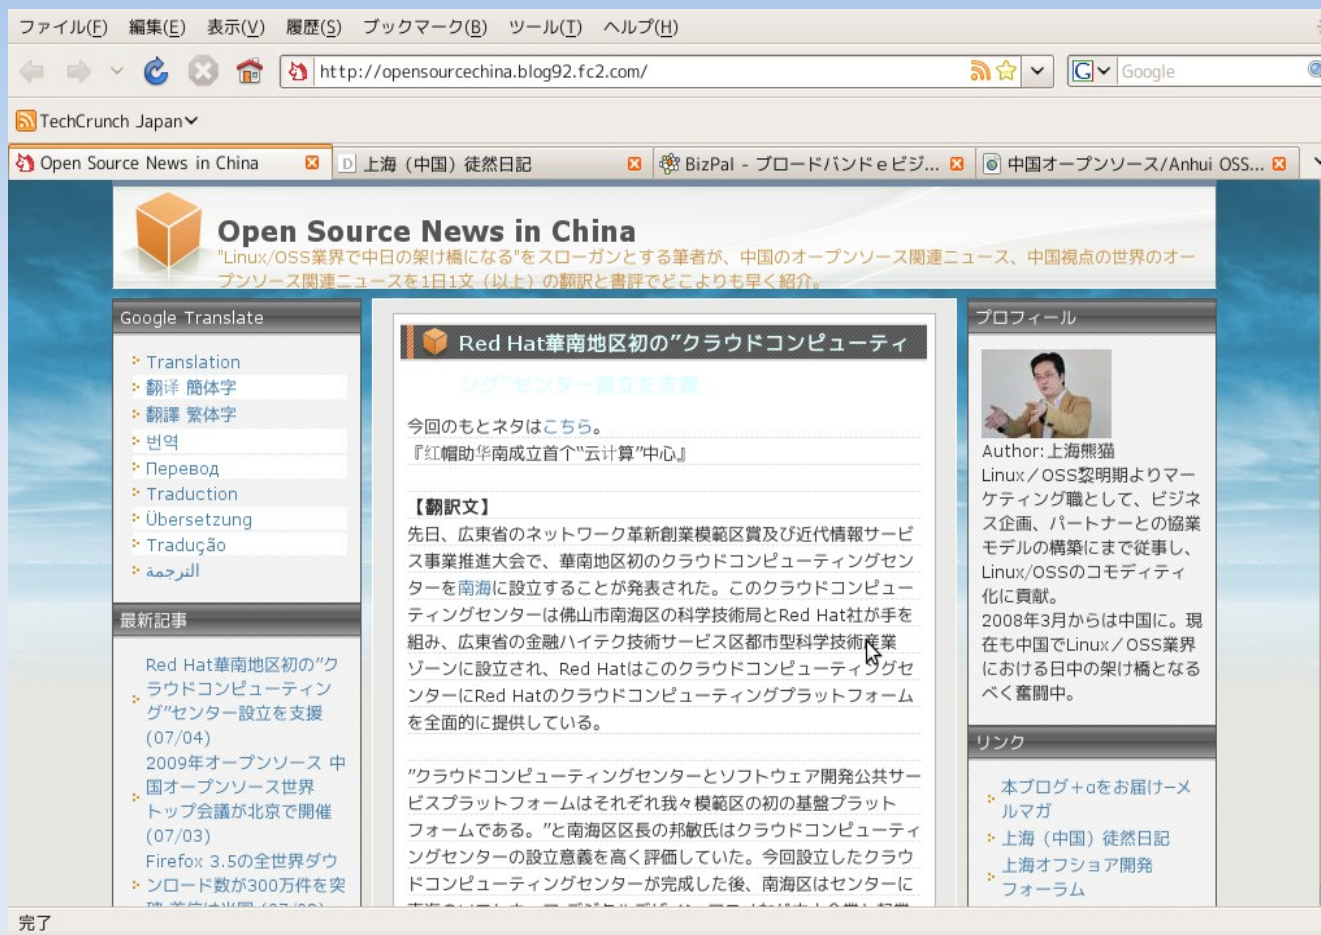 ファイル(F) 編集(E) 表示(V) 履歴(S) ブックマーク(B) ツール(T) ヘルプ(H)
http://opensourcechina.blog92.fc2.com/
G Google
TechCrunch Japan
Open Source News in China
D 上海（中国）徒然日記
BizPal - ブロードバンドｅビジ...
中国オープンソース/Anhui OSS...
Open Source News in China
"Linux/OSS業界で中日の架け橋になる"をスローガンとする筆者が、中国のオープンソース関連ニュース、中国視点の世界のオー
プンソース関連ニュースを1日1文（以上）の翻訳と書評でどこよりも早く紹介。
Google Translate
Translation
翻译 簡体字
翻譯 繁体字
번역
Перевод
Traduction
Übersetzung
Tradução
الترجمة
最新記事
Red Hat華南地区初の”ク
ラウドコンピューティン
グ”センター設立を支援
(07/04)
2009年オープンソース 中
国オープンソース世界
トップ会議が北京で開催
(07/03)
Firefox 3.5の全世界ダウ
ンロード数が300万件を突
Red Hat華南地区初の”クラウドコンピューティ
ング”センター設立を支援
今回のもとネタはこちら。
『红帽助华南成立首个“云计算”中心』
【翻訳文】
先日、広東省のネットワーク革新創業模範区賞及び近代情報サービ
ス事業推進大会で、華南地区初のクラウドコンピューティングセン
ターを南海に設立することが発表された。このクラウドコンピュー
ティングセンターは佛山市南海区の科学技術局とRed Hat社が手を
組み、広東省の金融ハイテク技術サービス区都市型科学技術産業
ゾーンに設立され、Red Hatはこのクラウドコンピューティングセ
ンターにRed Hatのクラウドコンピューティングプラットフォーム
を全面的に提供している。
”クラウドコンピューティングセンターとソフトウェア開発公共サー
ビスプラットフォームはそれぞれ我々模範区の初の基盤プラット
フォームである。”と南海区区長の邦敏氏はクラウドコンピューティ
ングセンターの設立意義を高く評価していた。今回設立したクラウ
ドコンピューティングセンターが完成した後、南海区はセンターに
プロフィール
Author:上海熊猫
Linux／OSS黎明期よりマー
ケティング職として、ビジネ
ス企画、パートナーとの協業
モデルの構築にまで従事し、
Linux/OSSのコモディティ
化に貢献。
2008年3月からは中国に。現
在も中国でLinux／OSS業界
における日中の架け橋となる
べく奮闘中。
リンク
本ブログ+αをお届けーメ
ルマガ
上海（中国）徒然日記
上海オフショア開発
フォーラム
完了